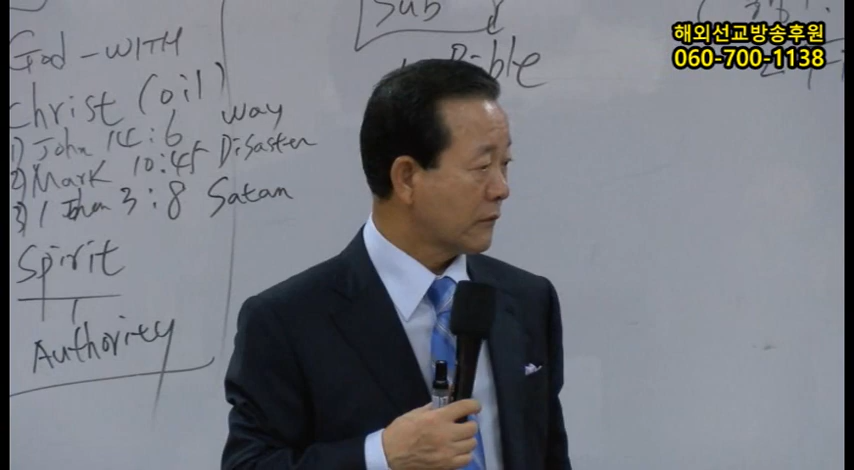 God - WITH
Christ (oil)
1) John 14:6 way
2) Mark 10:45 Disaster
3) 1 John 3:8 Satan
Spirit
Authority
Sub
Bible
해외선교방송후원
060-700-1138